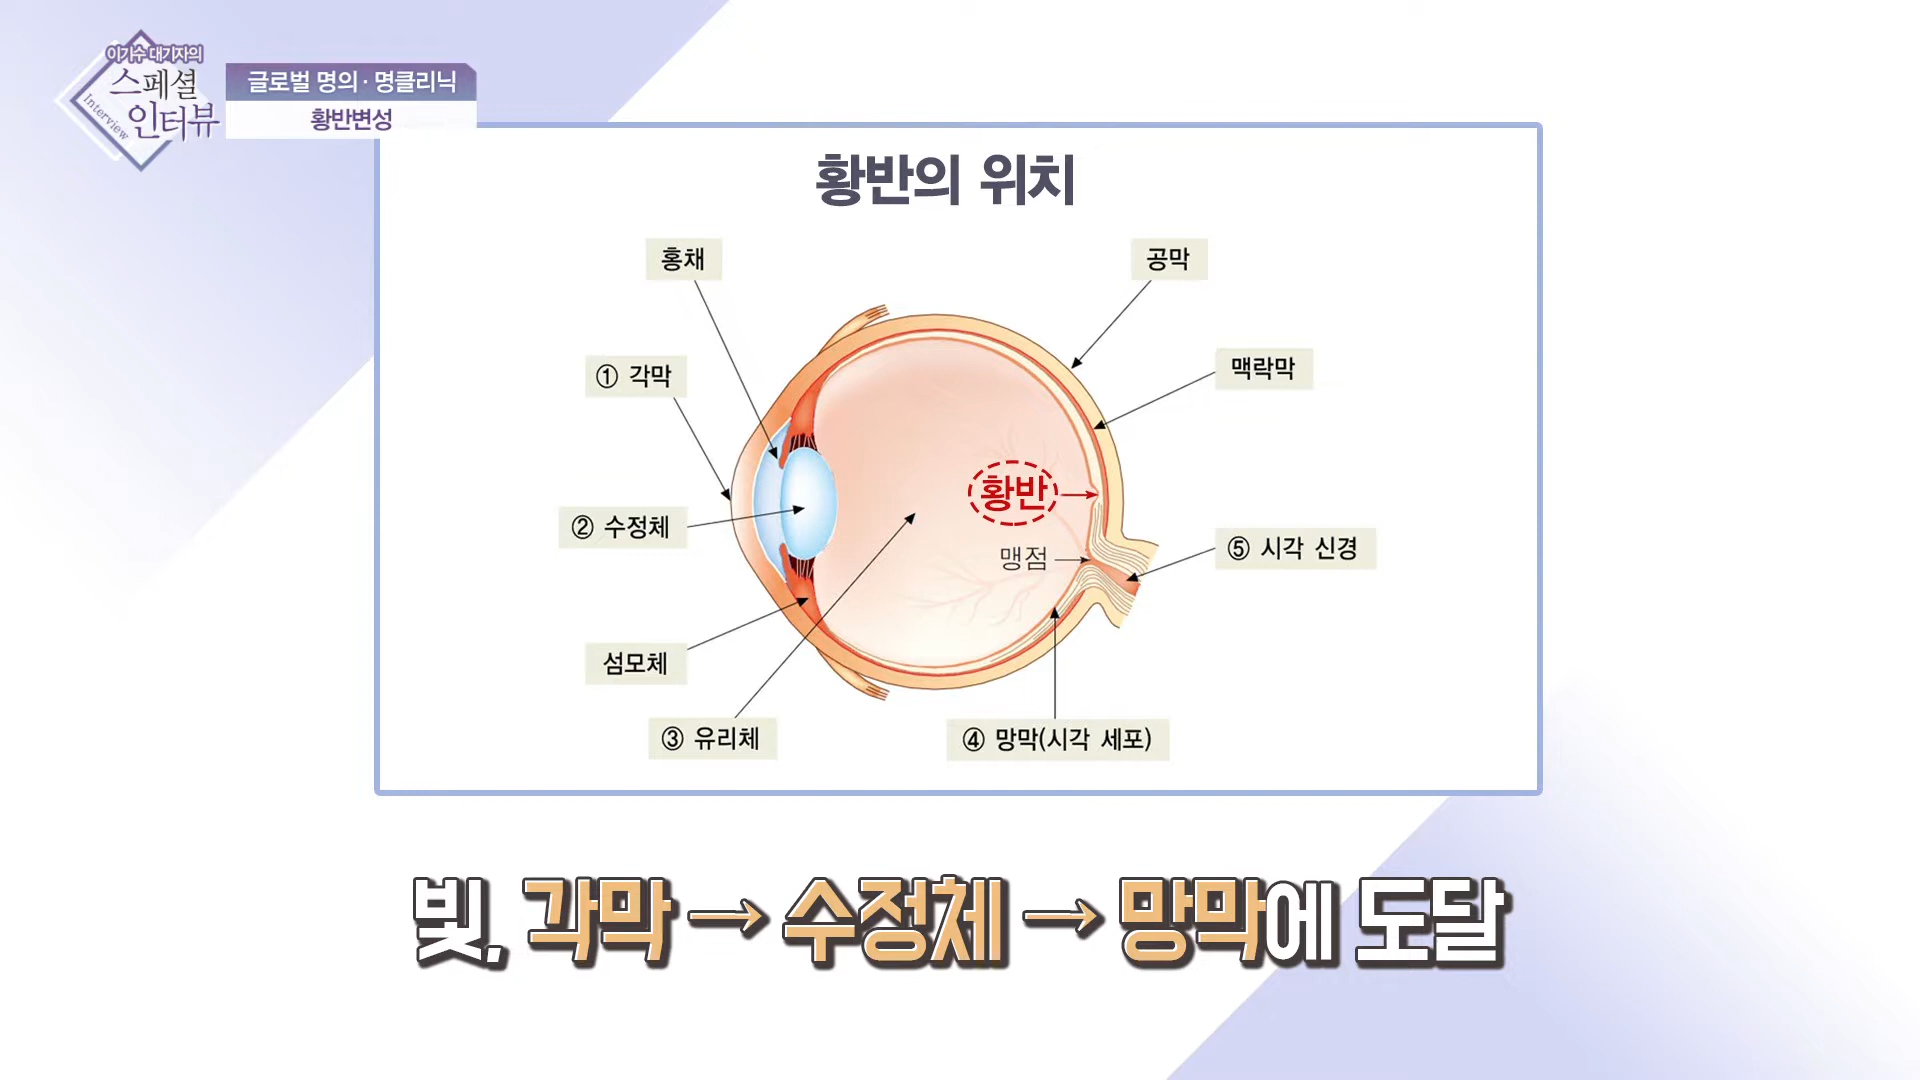 이기수 대기자의
스페셜
인터뷰
Interview
글로벌 명의·명클리닉
황반변성
황반의 위치
홍채
공막
① 각막
맥락막
황반
② 수정체
맹점
⑤ 시각 신경
섬모체
③ 유리체
④ 망막(시각 세포)
빛, 각막→수정체→망막에 도달